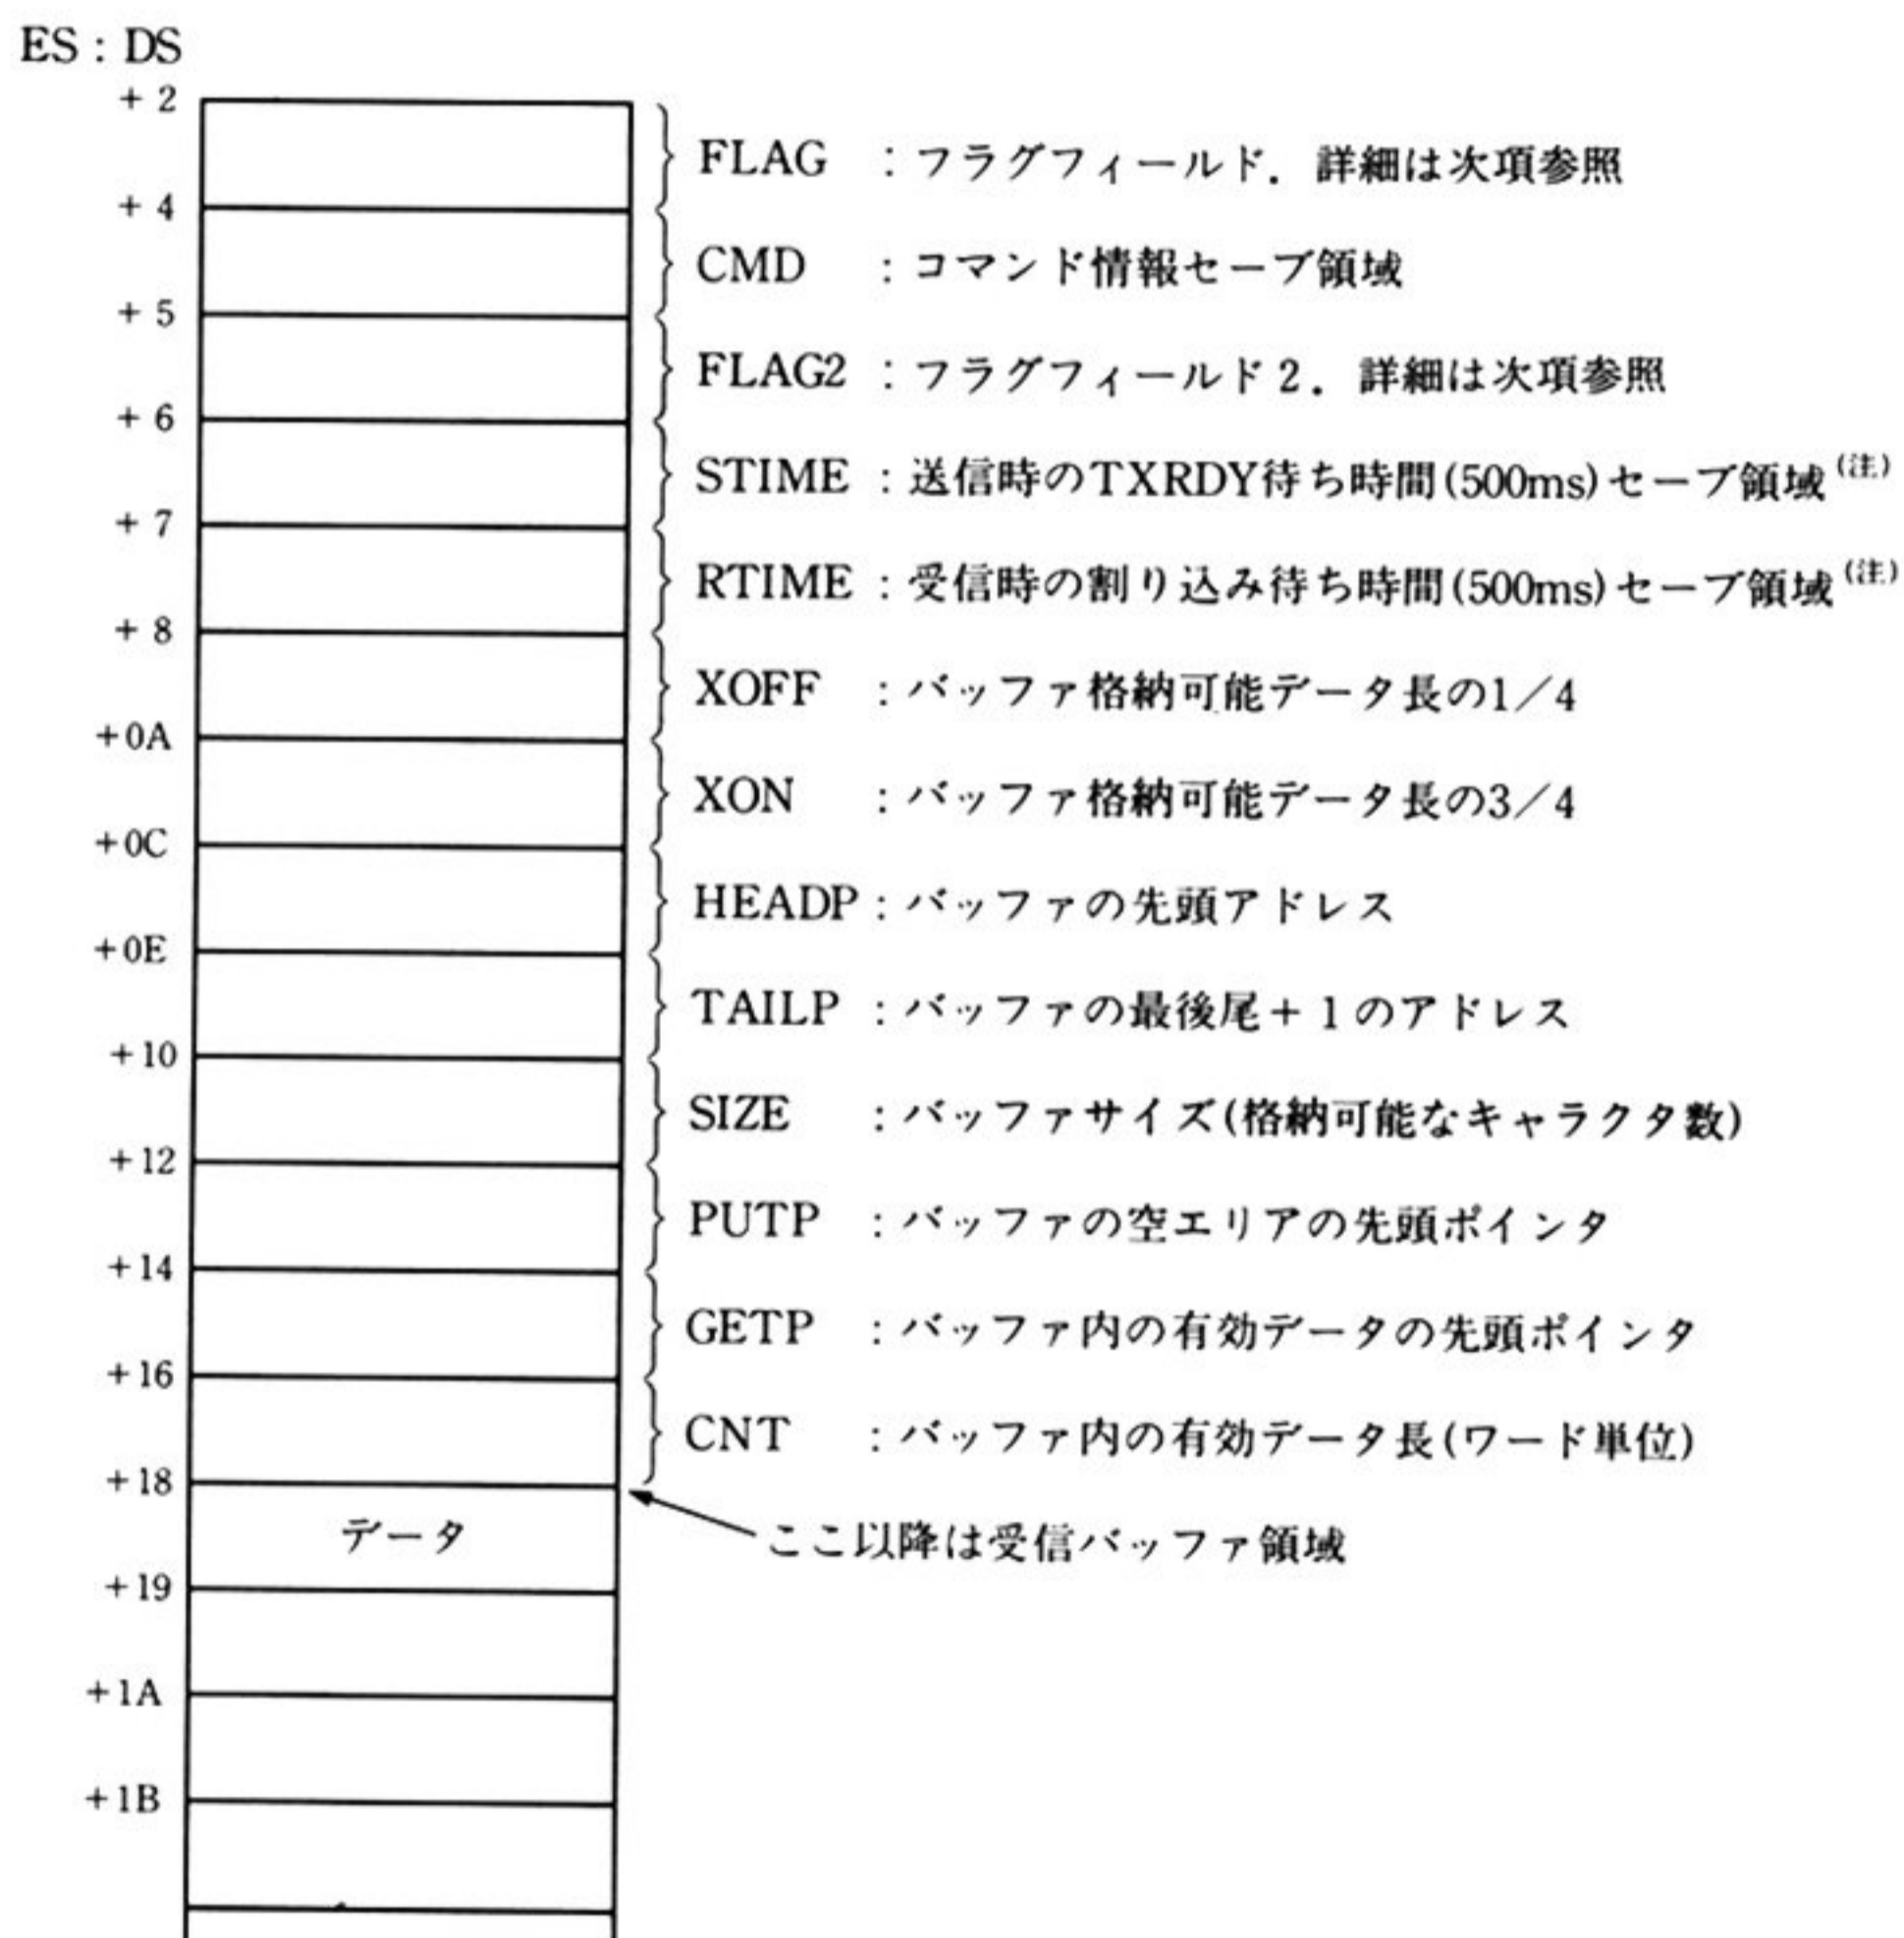 ES : DS
+ 2
FLAG : フラグフィールド．詳細は次項参照
+ 4
CMD : コマンド情報セーブ領域
+ 5
FLAG2 : フラグフィールド 2．詳細は次項参照
+ 6
STIME : 送信時のTXRDY待ち時間(500ms)セーブ領域(注)
+ 7
RTIME : 受信時の割り込み待ち時間(500ms)セーブ領域(注)
+ 8
XOFF : バッファ格納可能データ長の1／4
+0A
XON : バッファ格納可能データ長の3／4
+0C
HEADP : バッファの先頭アドレス
+0E
TAILP : バッファの最後尾＋1のアドレス
+10
SIZE : バッファサイズ(格納可能なキャラクタ数)
+12
PUTP : バッファの空エリアの先頭ポインタ
+14
GETP : バッファ内の有効データの先頭ポインタ
+16
CNT : バッファ内の有効データ長(ワード単位)
+18
データ
ここ以降は受信バッファ領域
+19
+1A
+1B